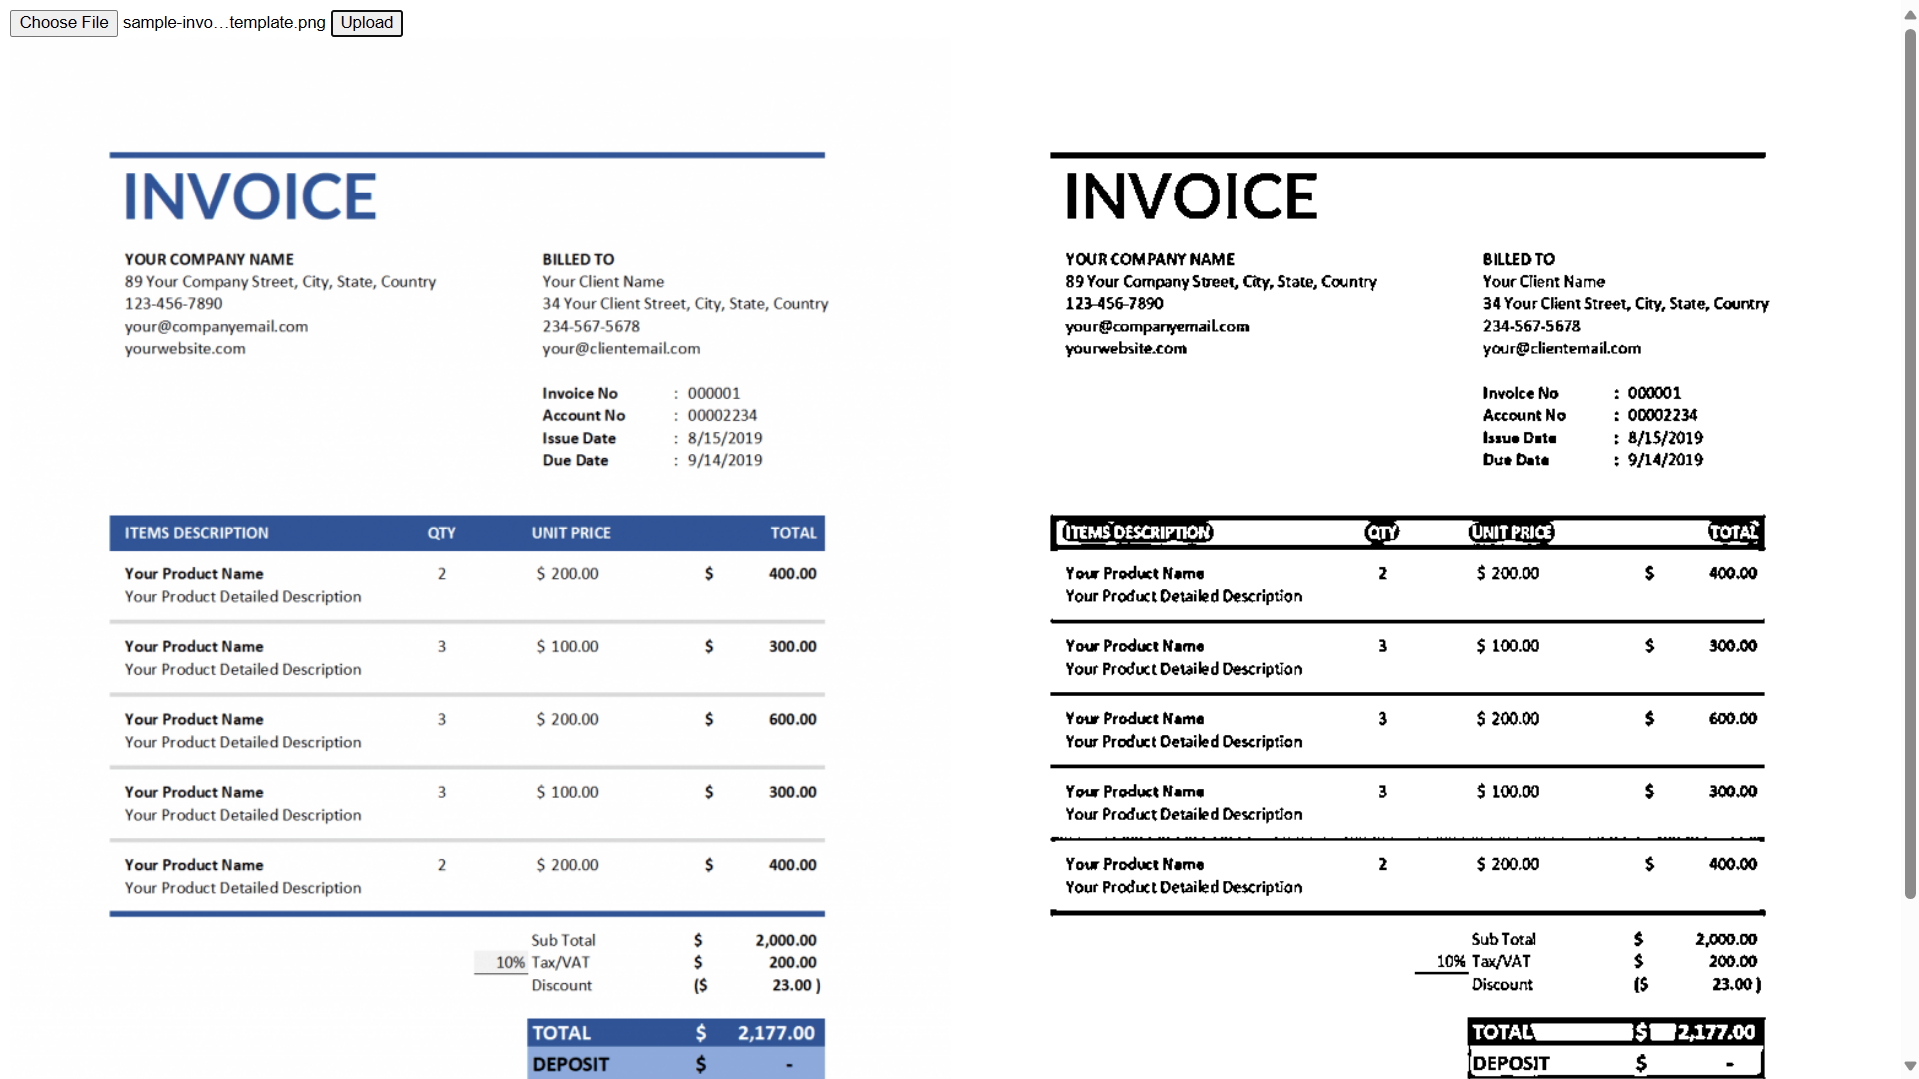 Choose File sample-invo...template.png Upload
INVOICE
YOUR COMPANY NAME
89 Your Company Street, City, State, Country
123-456-7890
your@companyemail.com
yourwebsite.com
BILLED TO
Your Client Name
34 Your Client Street, City, State, Country
234-567-5678
your@clientemail.com
Invoice No : 000001
Account No : 00002234
Issue Date : 8/15/2019
Due Date : 9/14/2019
ITEMS DESCRIPTION QTY UNIT PRICE TOTAL
Your Product Name 2 $ 200.00 $ 400.00
Your Product Detailed Description
Your Product Name 3 $ 100.00 $ 300.00
Your Product Detailed Description
Your Product Name 3 $ 200.00 $ 600.00
Your Product Detailed Description
Your Product Name 3 $ 100.00 $ 300.00
Your Product Detailed Description
Your Product Name 2 $ 200.00 $ 400.00
Your Product Detailed Description
Sub Total $ 2,000.00
10% Tax/VAT $ 200.00
Discount ($ 23.00 )
TOTAL $ 2,177.00
DEPOSIT $ -
INVOICE
YOUR COMPANY NAME
89 Your Company Street, City, State, Country
123-456-7890
your@companyemail.com
yourwebsite.com
BILLED TO
Your Client Name
34 Your Client Street, City, State, Country
234-567-5678
your@clientemail.com
Invoice No : 000001
Account No : 00002234
Issue Date : 8/15/2019
Due Date : 9/14/2019
ITEMS DESCRIPTION QTY UNIT PRICE TOTAL
Your Product Name 2 $ 200.00 $ 400.00
Your Product Detailed Description
Your Product Name 3 $ 100.00 $ 300.00
Your Product Detailed Description
Your Product Name 3 $ 200.00 $ 600.00
Your Product Detailed Description
Your Product Name 3 $ 100.00 $ 300.00
Your Product Detailed Description
Your Product Name 2 $ 200.00 $ 400.00
Your Product Detailed Description
Sub Total $ 2,000.00
10% Tax/VAT $ 200.00
Discount ($ 23.00 )
TOTAL $ 2,177.00
DEPOSIT $ -